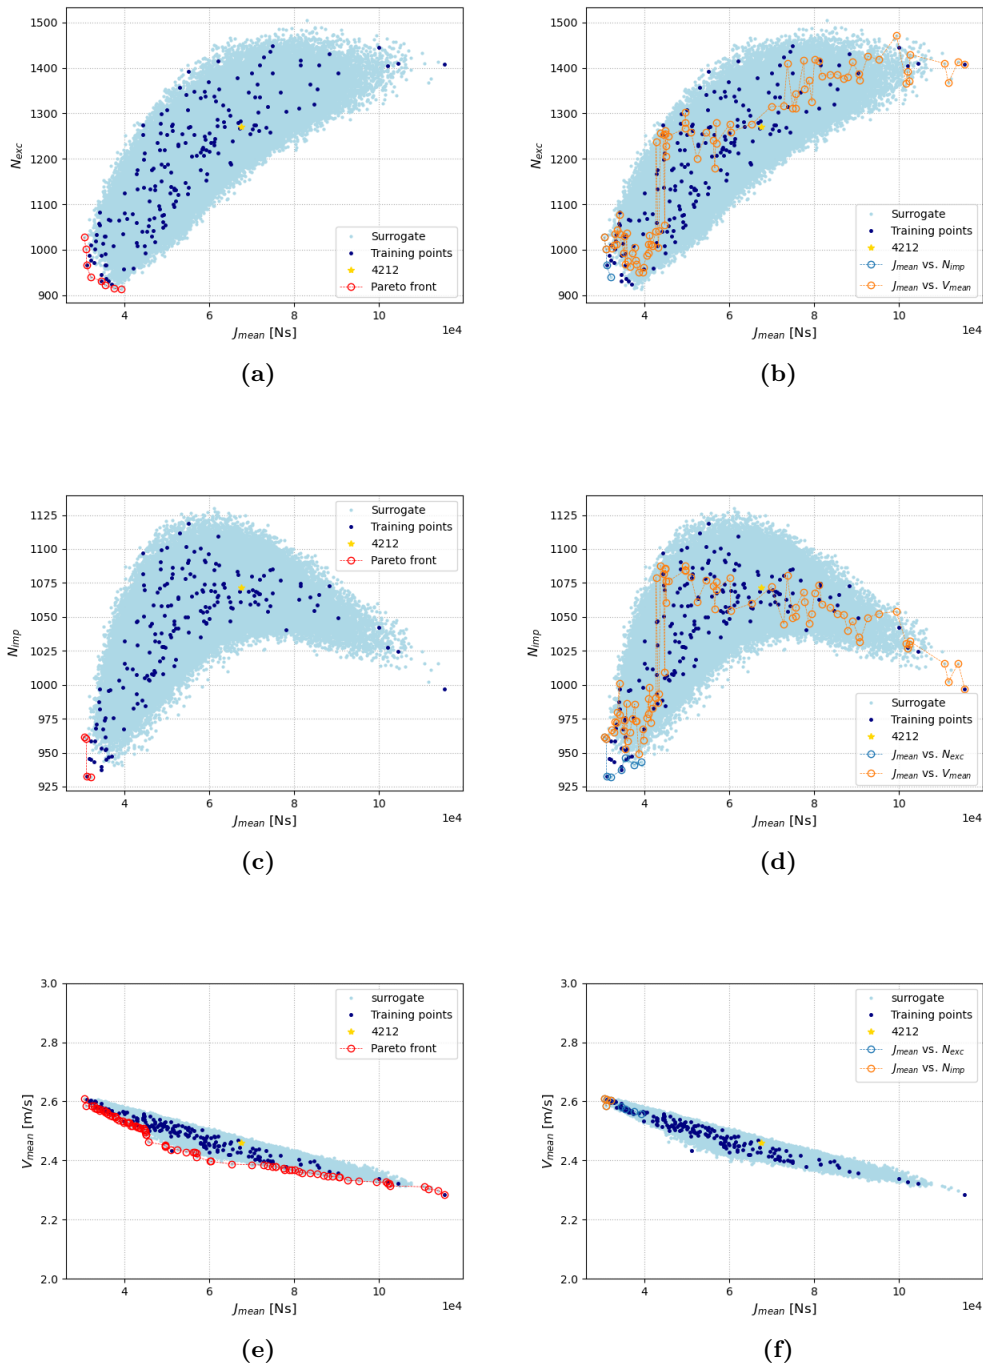 1500
1400
1300
1200
1100
1000
900
N_exc
4 6 8 10
1e4
J_mean [Ns]
Surrogate
Training points
4212
Pareto front
(a)
1500
1400
1300
1200
1100
1000
900
N_exc
4 6 8 10
1e4
J_mean [Ns]
Surrogate
Training points
4212
J_mean vs. N_imp
J_mean vs. V_mean
(b)
1125
1100
1075
1050
1025
1000
975
950
925
N_imp
4 6 8 10
1e4
J_mean [Ns]
Surrogate
Training points
4212
Pareto front
(c)
1125
1100
1075
1050
1025
1000
975
950
925
N_imp
4 6 8 10
1e4
J_mean [Ns]
Surrogate
Training points
4212
J_mean vs. N_exc
J_mean vs. V_mean
(d)
3.0
2.8
2.6
2.4
2.2
2.0
V_mean [m/s]
4 6 8 10
1e4
J_mean [Ns]
surrogate
Training points
4212
Pareto front
(e)
3.0
2.8
2.6
2.4
2.2
2.0
V_mean [m/s]
4 6 8 10
1e4
J_mean [Ns]
surrogate
Training points
4212
J_mean vs. N_exc
J_mean vs. N_imp
(f)